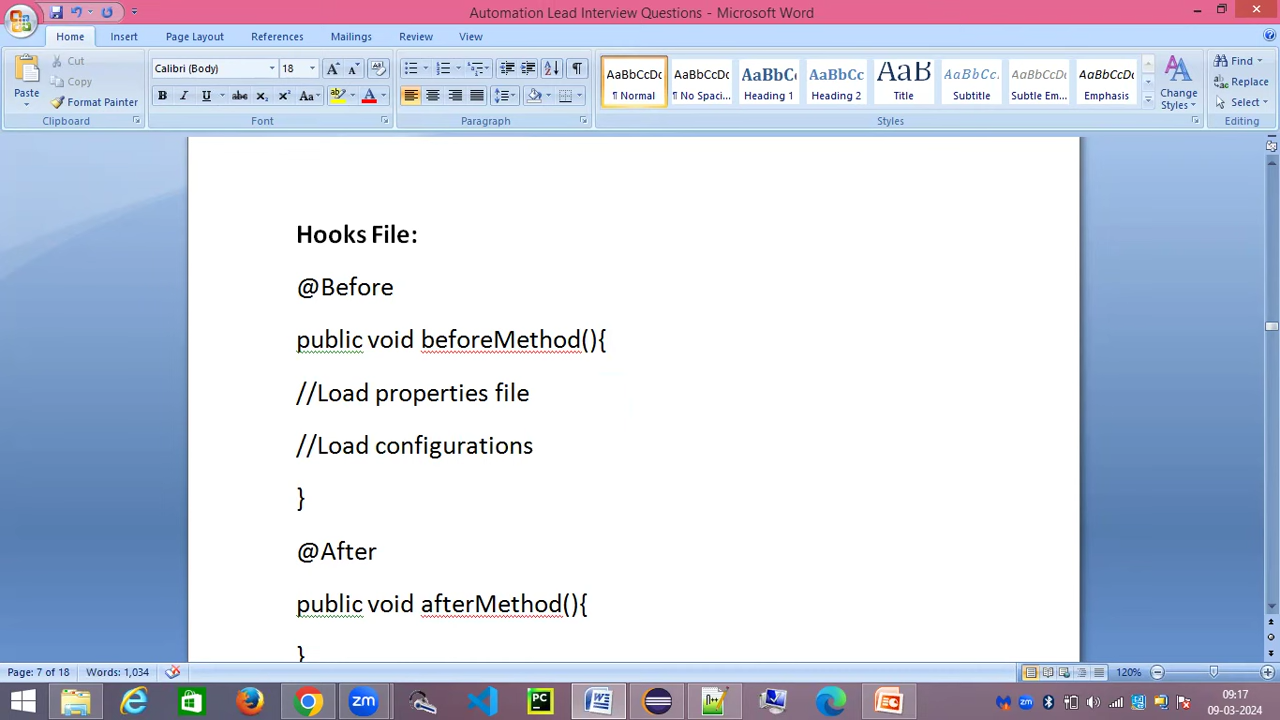 Automation Lead Interview Questions - Microsoft Word
Home Insert Page Layout References Mailings Review View
Cut
Copy
Format Painter
Paste
Clipboard
Calibri (Body) 18
Font
Paragraph
AaBbCcDc AaBbCcDc AaBbCc AaBbCc AaB AaBbCc. AaBbCcDc AaBbCcDc
¶ Normal ¶ No Spaci... Heading 1 Heading 2 Title Subtitle Subtle Em... Emphasis
Styles
Change
Styles
Find
Replace
Select
Editing
Hooks File:
@Before
public void beforeMethod(){
//Load properties file
//Load configurations
}
@After
public void afterMethod(){
}
Page: 7 of 18 Words: 1,034 120%
zm PC
09:17
09-03-2024